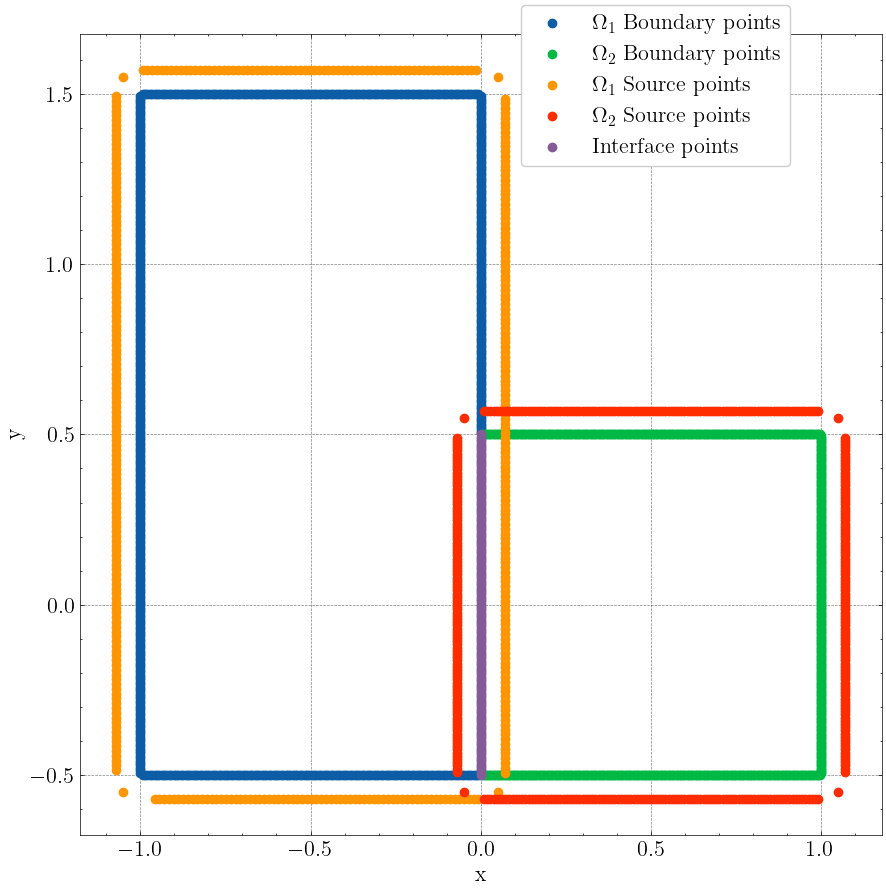 Ω₁ Boundary points
Ω₂ Boundary points
Ω₁ Source points
Ω₂ Source points
Interface points
1.5
1.0
0.5
0.0
−0.5
y
−1.0 −0.5 0.0 0.5 1.0
x